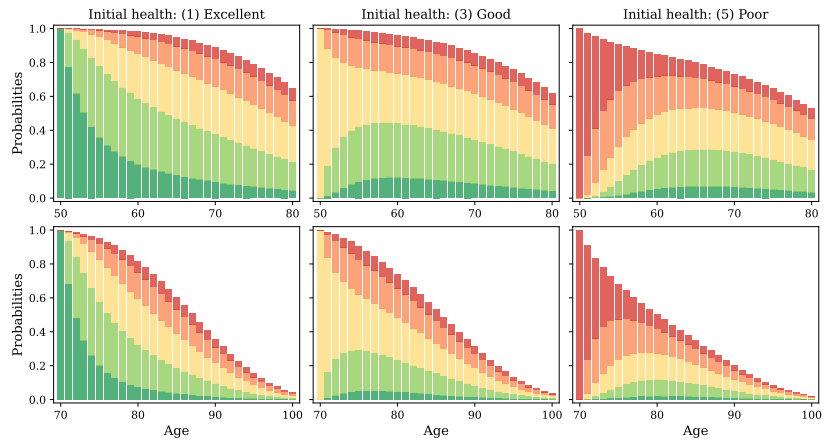 Initial health: (1) Excellent
Initial health: (3) Good
Initial health: (5) Poor
Probabilities
1.0
0.8
0.6
0.4
0.2
0.0
50 60 70 80
50 60 70 80
50 60 70 80
Probabilities
1.0
0.8
0.6
0.4
0.2
0.0
70 80 90 100
70 80 90 100
70 80 90 100
Age
Age
Age